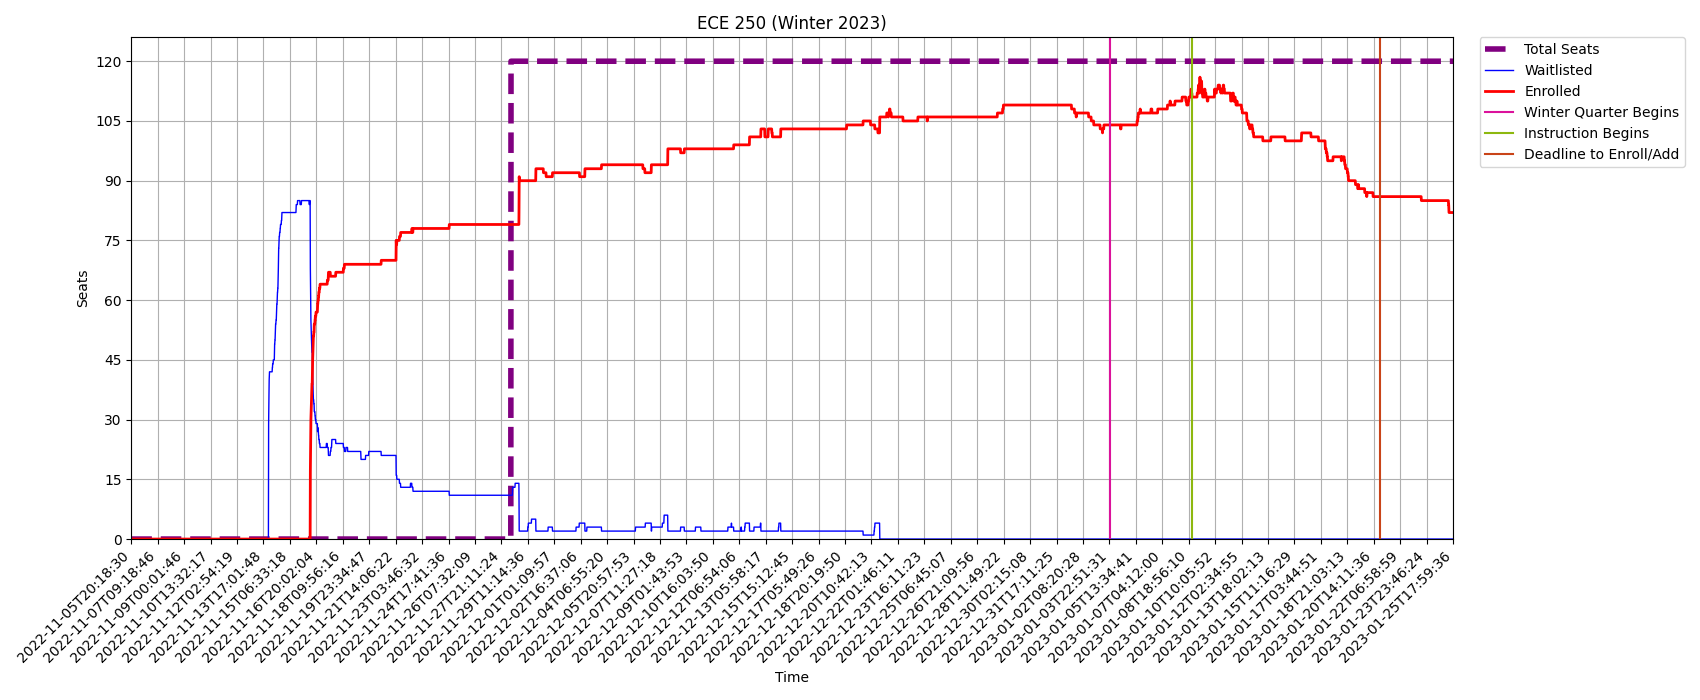 ECE 250 (Winter 2023)
Total Seats
Waitlisted
Enrolled
Winter Quarter Begins
Instruction Begins
Deadline to Enroll/Add
120
105
90
75
60
45
30
15
0
Seats
2022-11-05T20:18:30
2022-11-07T09:18:46
2022-11-09T00:01:46
2022-11-10T13:32:17
2022-11-12T02:54:19
2022-11-13T17:01:48
2022-11-15T06:33:18
2022-11-16T20:02:04
2022-11-18T09:56:16
2022-11-19T23:34:47
2022-11-21T14:06:22
2022-11-23T03:46:32
2022-11-24T17:41:36
2022-11-26T07:32:09
2022-11-27T21:11:24
2022-11-29T11:14:36
2022-12-01T01:09:57
2022-12-02T16:37:06
2022-12-04T06:55:20
2022-12-05T20:57:53
2022-12-07T11:27:18
2022-12-09T01:43:53
2022-12-10T16:03:50
2022-12-12T06:54:06
2022-12-13T05:58:17
2022-12-15T15:12:45
2022-12-17T05:49:26
2022-12-18T20:19:50
2022-12-20T10:42:13
2022-12-22T01:46:11
2022-12-23T16:11:23
2022-12-25T06:45:07
2022-12-26T21:09:56
2022-12-28T11:49:22
2022-12-30T02:15:08
2022-12-31T17:11:25
2023-01-02T08:20:28
2023-01-03T22:51:31
2023-01-05T13:34:41
2023-01-07T04:12:00
2023-01-08T18:56:10
2023-01-10T10:05:52
2023-01-12T02:34:55
2023-01-13T18:02:13
2023-01-15T11:16:29
2023-01-17T03:44:51
2023-01-18T21:03:13
2023-01-20T14:11:36
2023-01-22T06:58:59
2023-01-23T23:46:24
2023-01-25T17:59:36
Time